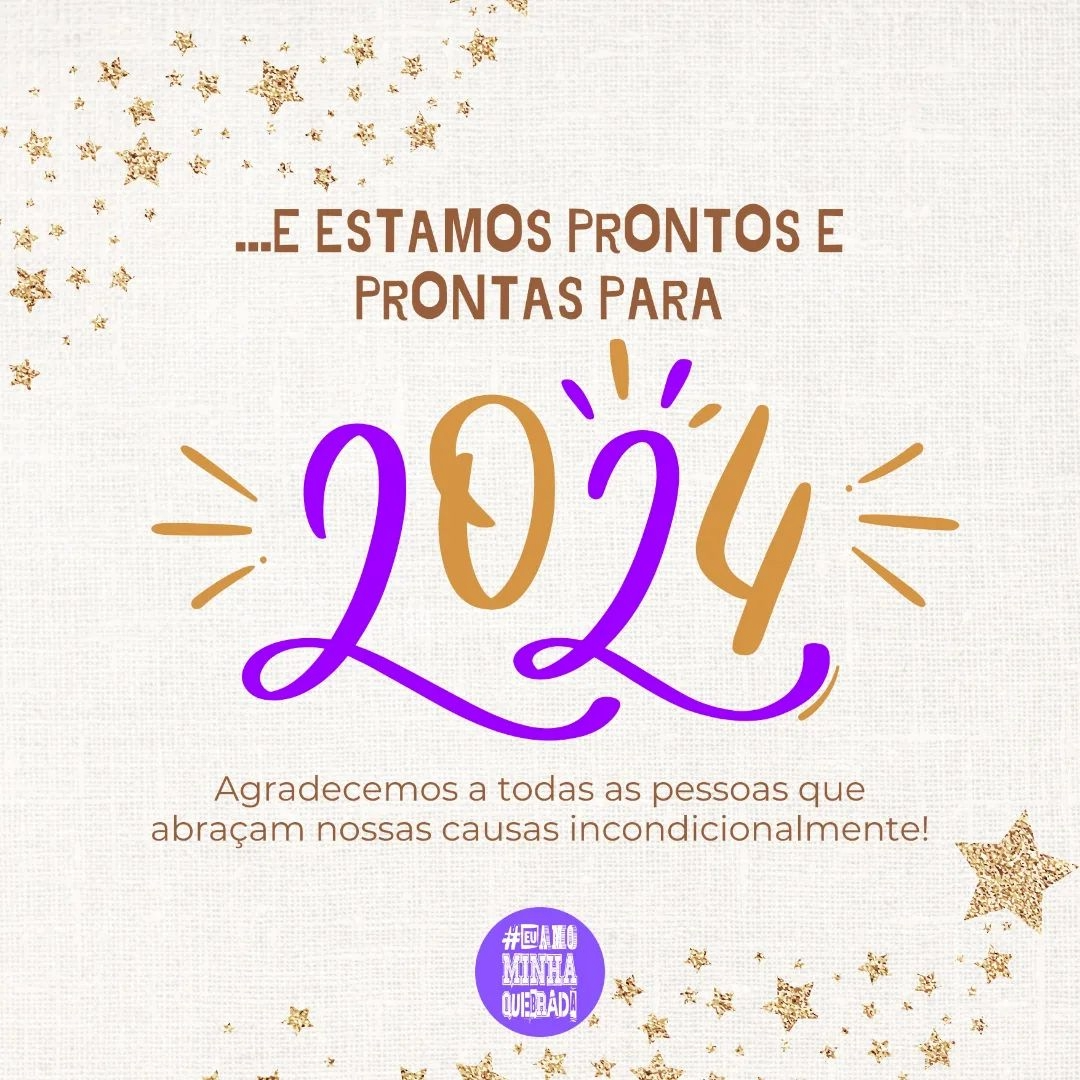 ...E ESTAMOS PRONTOS E
PRONTAS PARA
2024
Agradecemos a todas as pessoas que
abraçam nossas causas incondicionalmente!
#EU AMO
MINHA
QUEBRADA